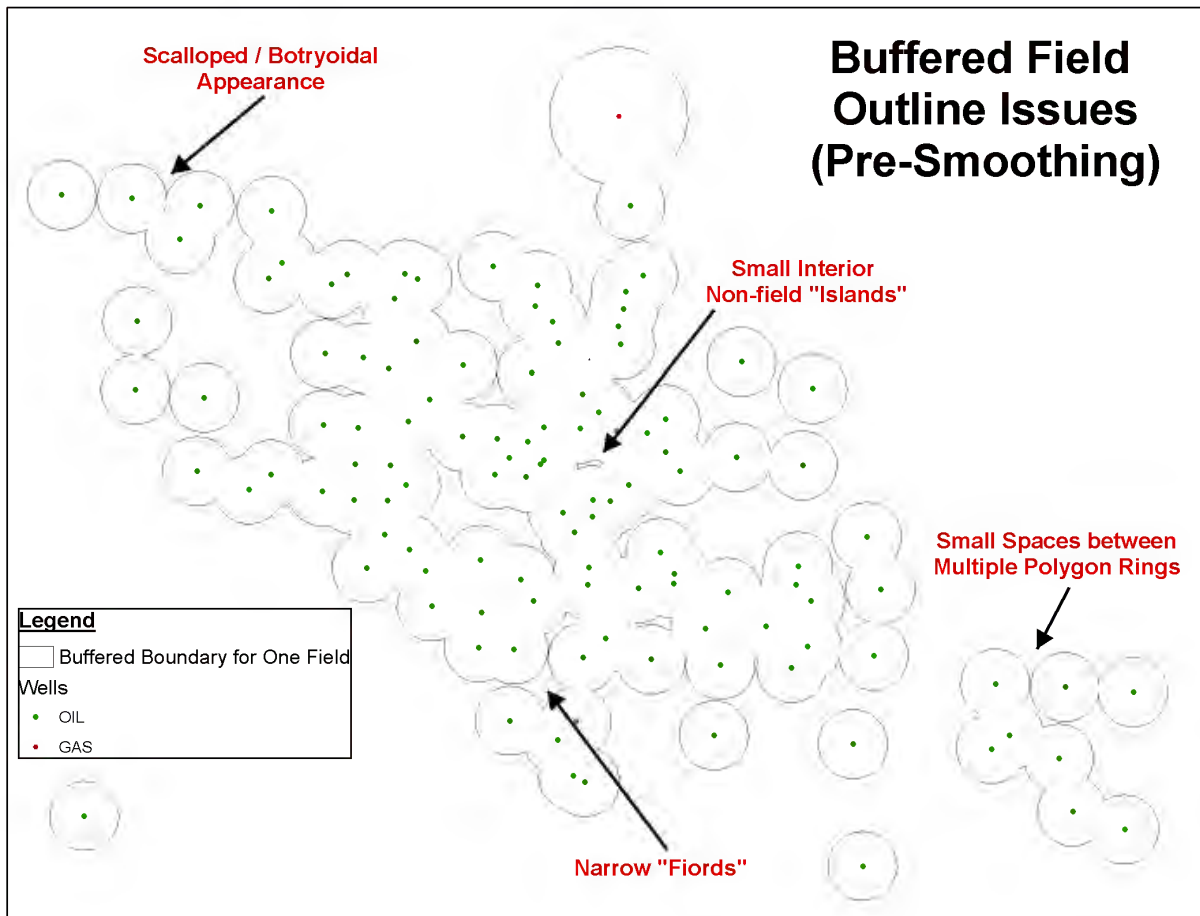 Buffered Field
Outline Issues
(Pre-Smoothing)
Scalloped / Botryoidal
Appearance
Small Interior
Non-field "Islands"
Small Spaces between
Multiple Polygon Rings
Legend
Buffered Boundary for One Field
Wells
OIL
GAS
Narrow "Fiords"